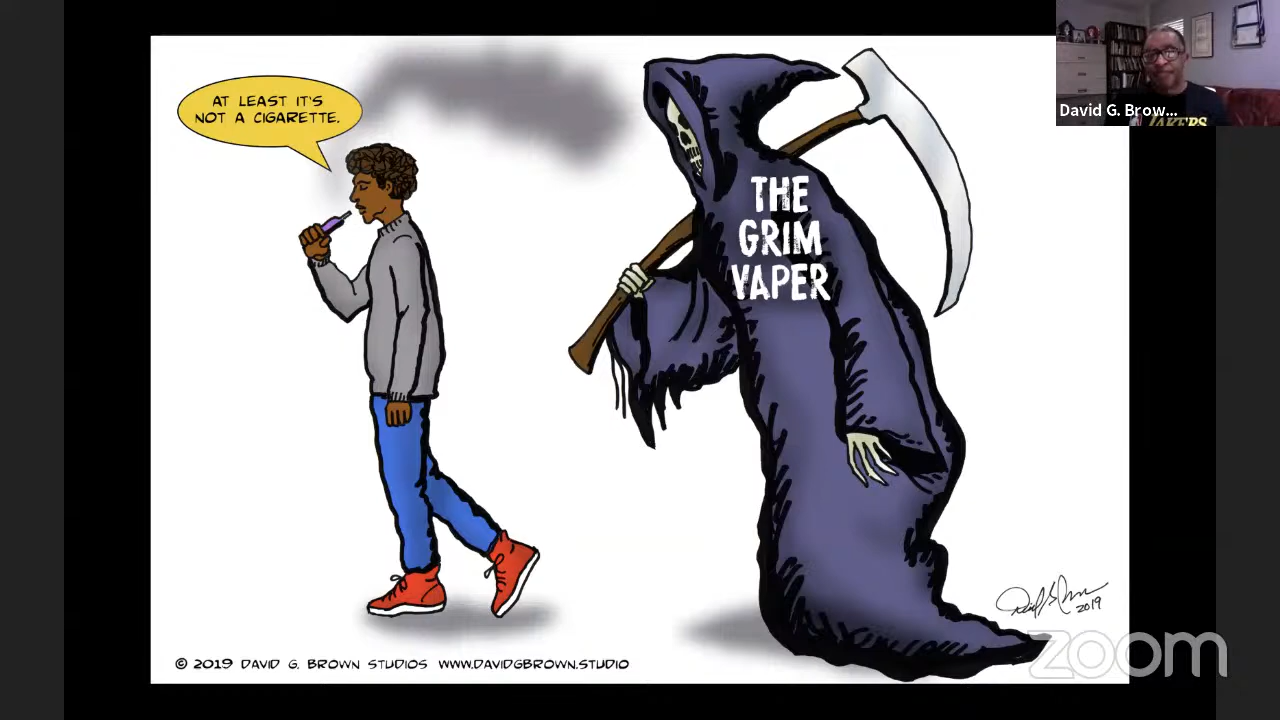 AT LEAST IT'S
NOT A CIGARETTE.
THE
GRIM
VAPER
David G. Brow...
LAKERS
2019
© 2019 DAVID G. BROWN STUDIOS WWW.DAVIDGBROWN.STUDIO
zoom